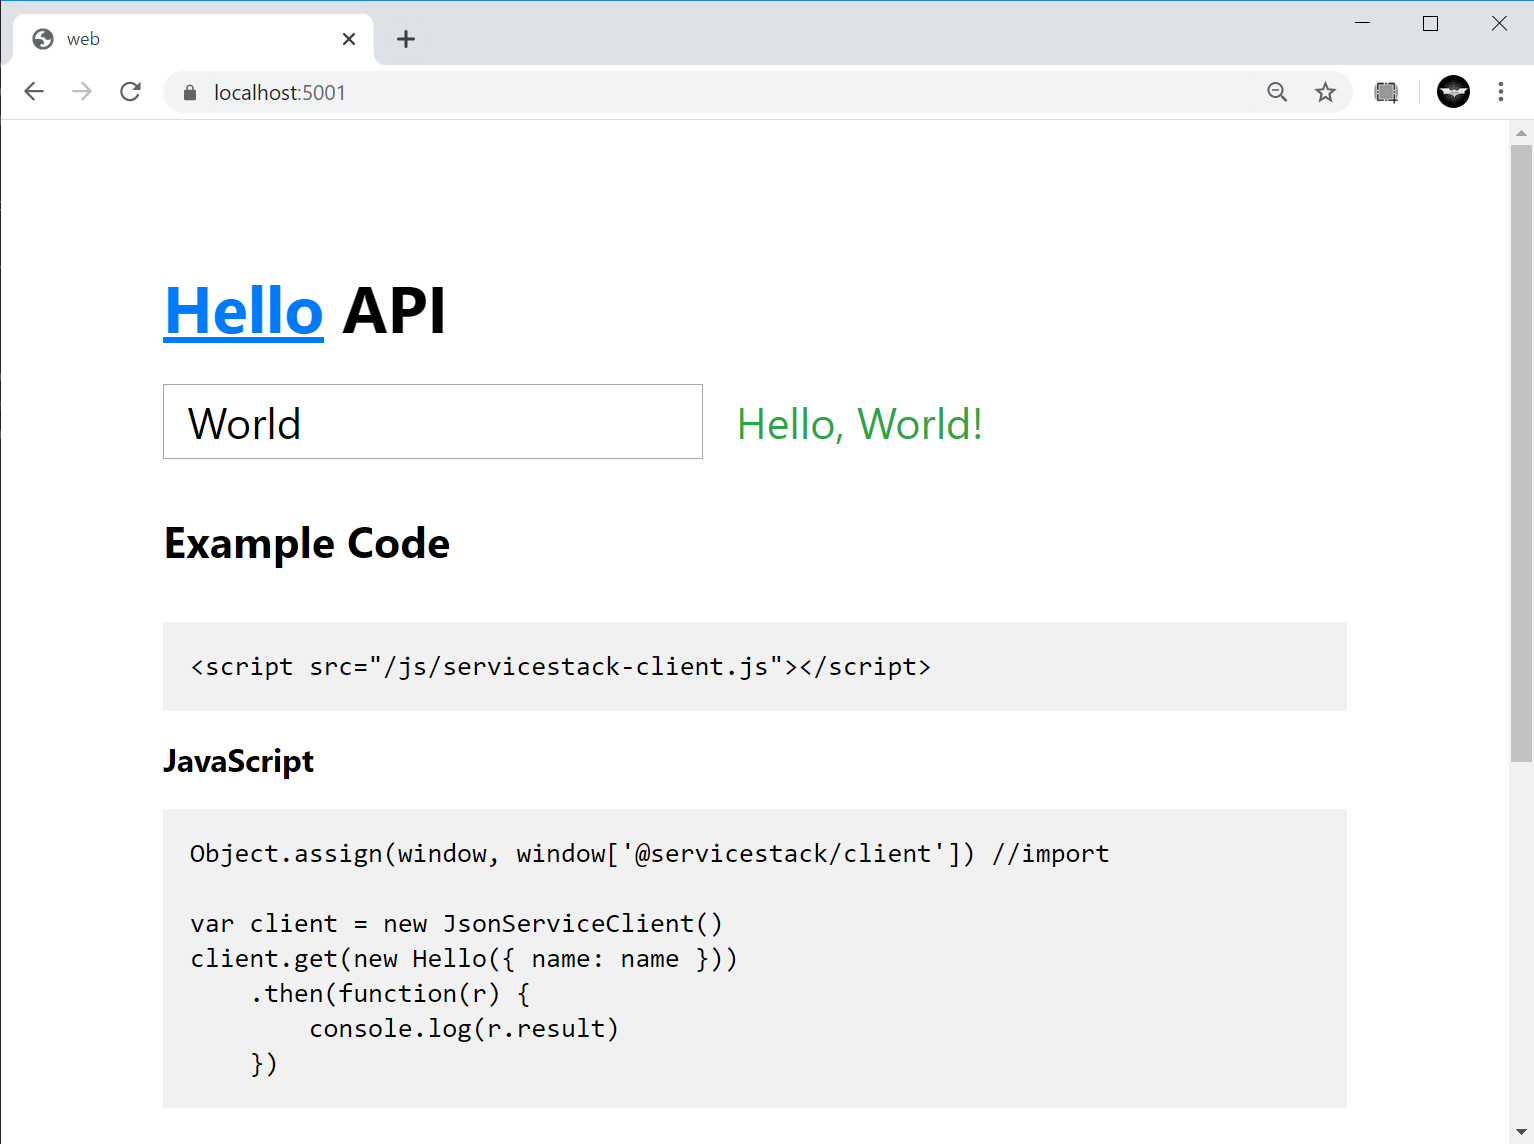 web
localhost:5001
Hello API
World
Hello, World!
Example Code
<script src="/js/servicestack-client.js"></script>
JavaScript
Object.assign(window, window['@servicestack/client']) //import
var client = new JsonServiceClient()
client.get(new Hello({ name: name }))
    .then(function(r) {
        console.log(r.result)
    })